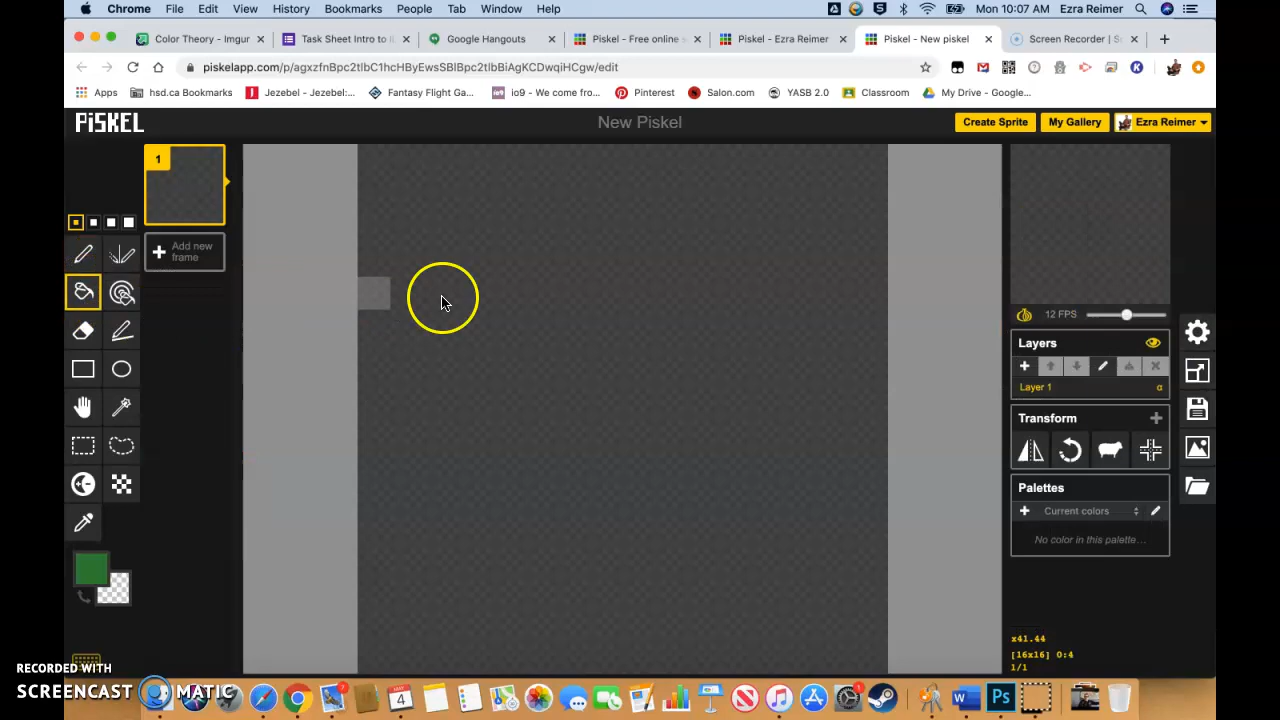 Chrome File Edit View History Bookmarks People Tab Window Help
Mon 10:07 AM Ezra Reimer
Color Theory - Imgur
Task Sheet Intro to I
Google Hangouts
Piskel - Free online s
Piskel - Ezra Reimer
Piskel - New piskel
Screen Recorder | S
piskelapp.com/p/agxzfnBpc2tlbC1hcHByEwsSBlBpc2tlbBiAgKCDwqiHCgw/edit
Apps
hsd.ca Bookmarks
Jezebel - Jezebel:...
Fantasy Flight Ga...
io9 - We come fro...
Pinterest
Salon.com
YASB 2.0
Classroom
My Drive - Google...
PiSKEL
New Piskel
Create Sprite
My Gallery
Ezra Reimer
1
Add new
frame
12 FPS
Layers
Layer 1
α
Transform
Palettes
Current colors
No color in this palette...
x41.44
[16x16] 0:4
1/1
RECORDED WITH
SCREENCAST MATIC
MAY
4
W
Ps